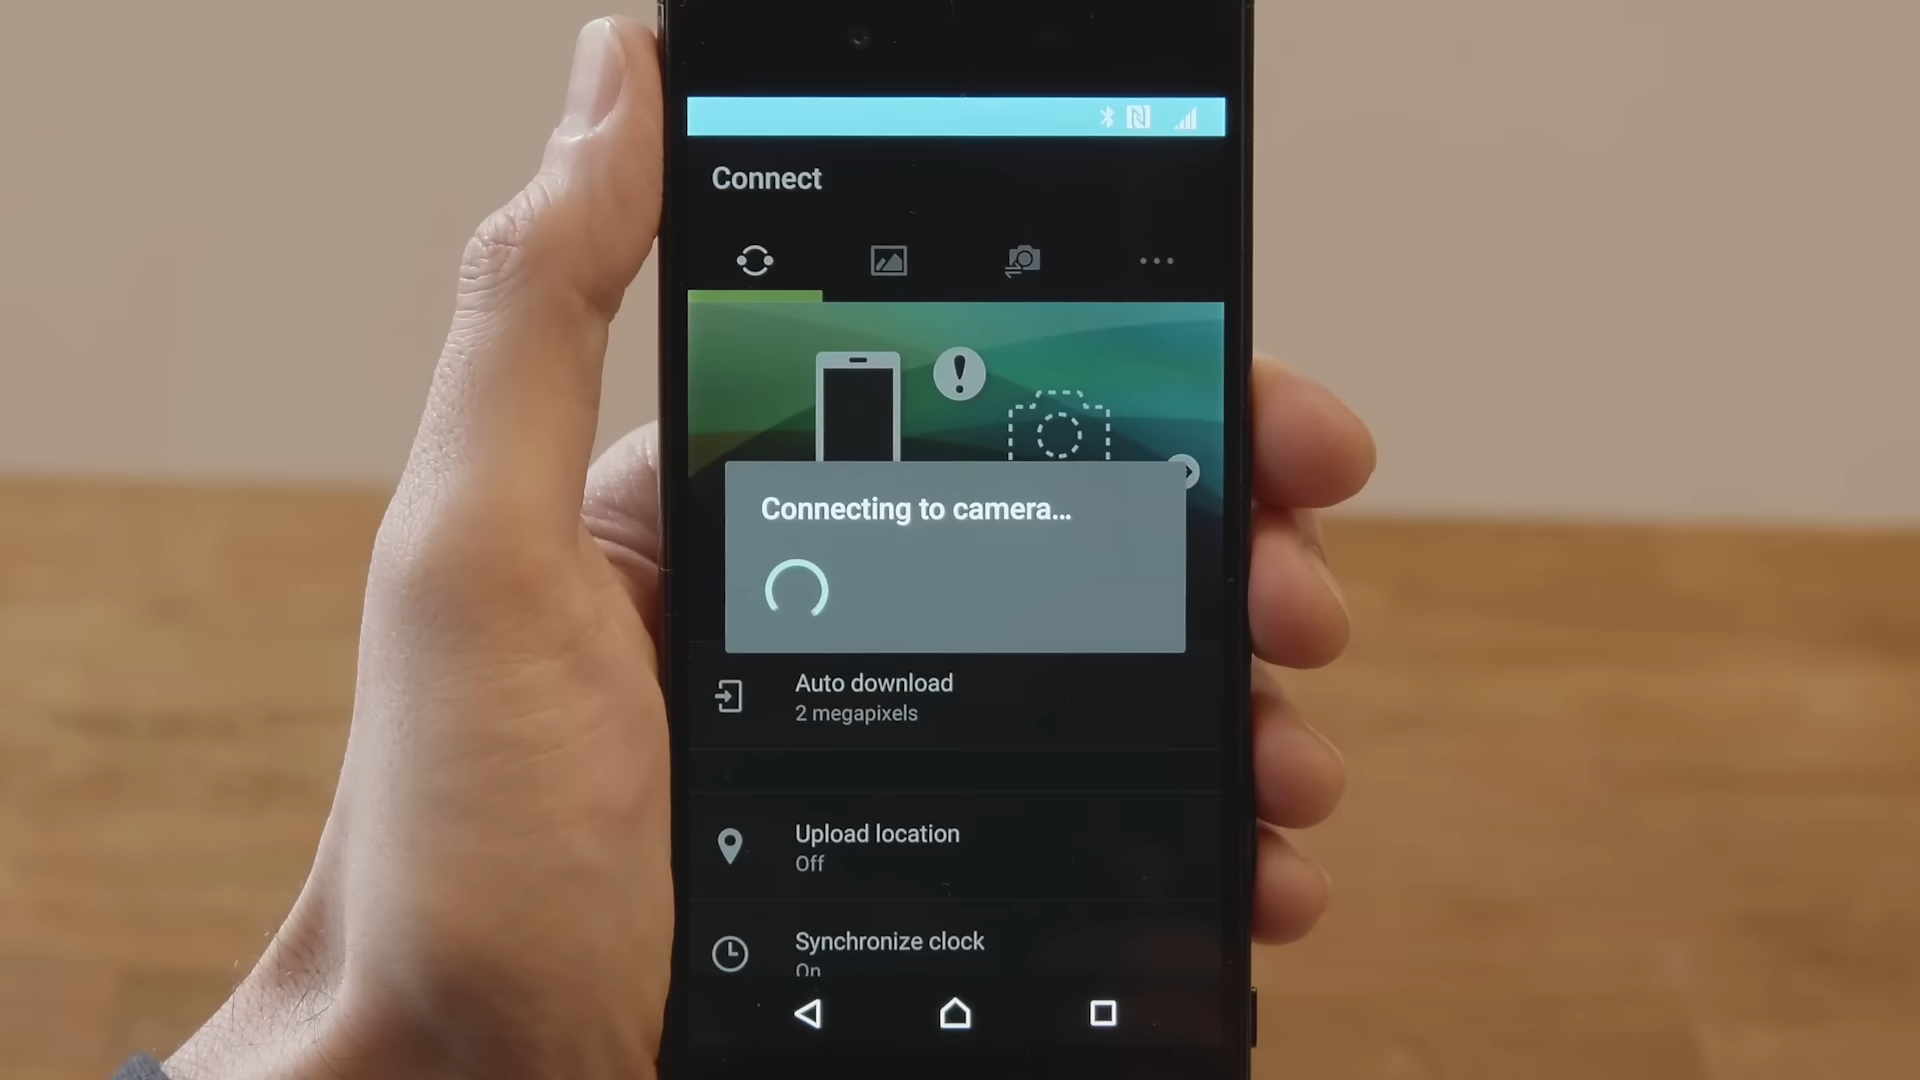 Connect
Connecting to camera...
Auto download
2 megapixels
Upload location
Off
Synchronize clock
On